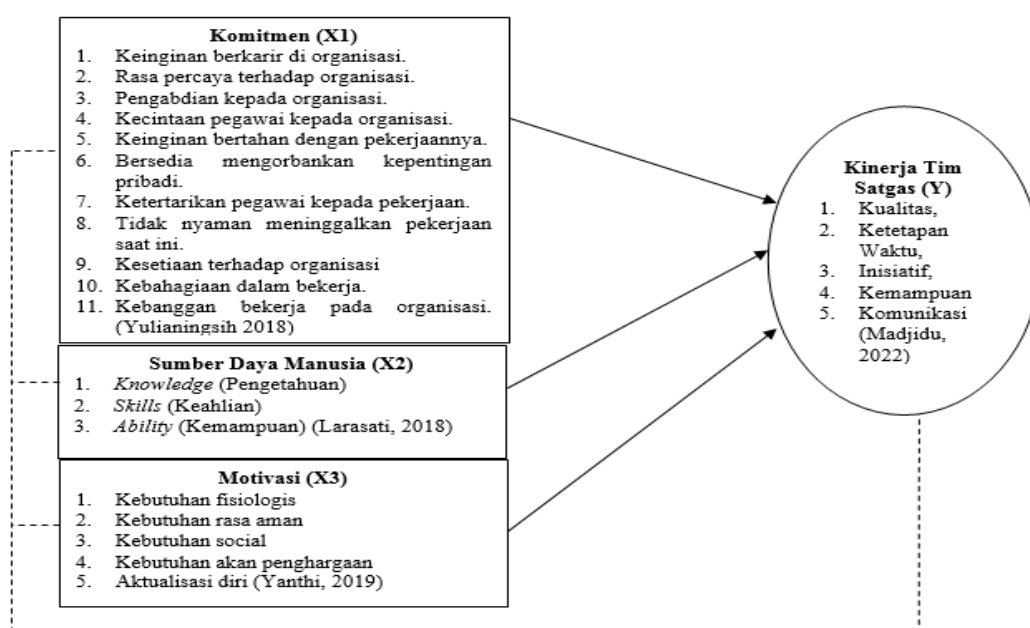 Komitmen (X1)
1. Keinginan berkarir di organisasi.
2. Rasa percaya terhadap organisasi.
3. Pengabdian kepada organisasi.
4. Kecintaan pegawai kepada organisasi.
5. Keinginan bertahan dengan pekerjaannya.
6. Bersedia mengorbankan kepentingan
pribadi.
7. Ketertarikan pegawai kepada pekerjaan.
8. Tidak nyaman meninggalkan pekerjaan
saat ini.
9. Kesetiaan terhadap organisasi
10. Kebahagiaan dalam bekerja.
11. Kebanggan bekerja pada organisasi.
(Yulianingsih 2018)
Sumber Daya Manusia (X2)
1. Knowledge (Pengetahuan)
2. Skills (Keahlian)
3. Ability (Kemampuan) (Larasati, 2018)
Motivasi (X3)
1. Kebutuhan fisiologis
2. Kebutuhan rasa aman
3. Kebutuhan social
4. Kebutuhan akan penghargaan
5. Aktualisasi diri (Yanthi, 2019)
Kinerja Tim
Satgas (Y)
1. Kualitas,
2. Ketetapan
Waktu,
3. Inisiatif,
4. Kemampuan
5. Komunikasi
(Madjidu,
2022)